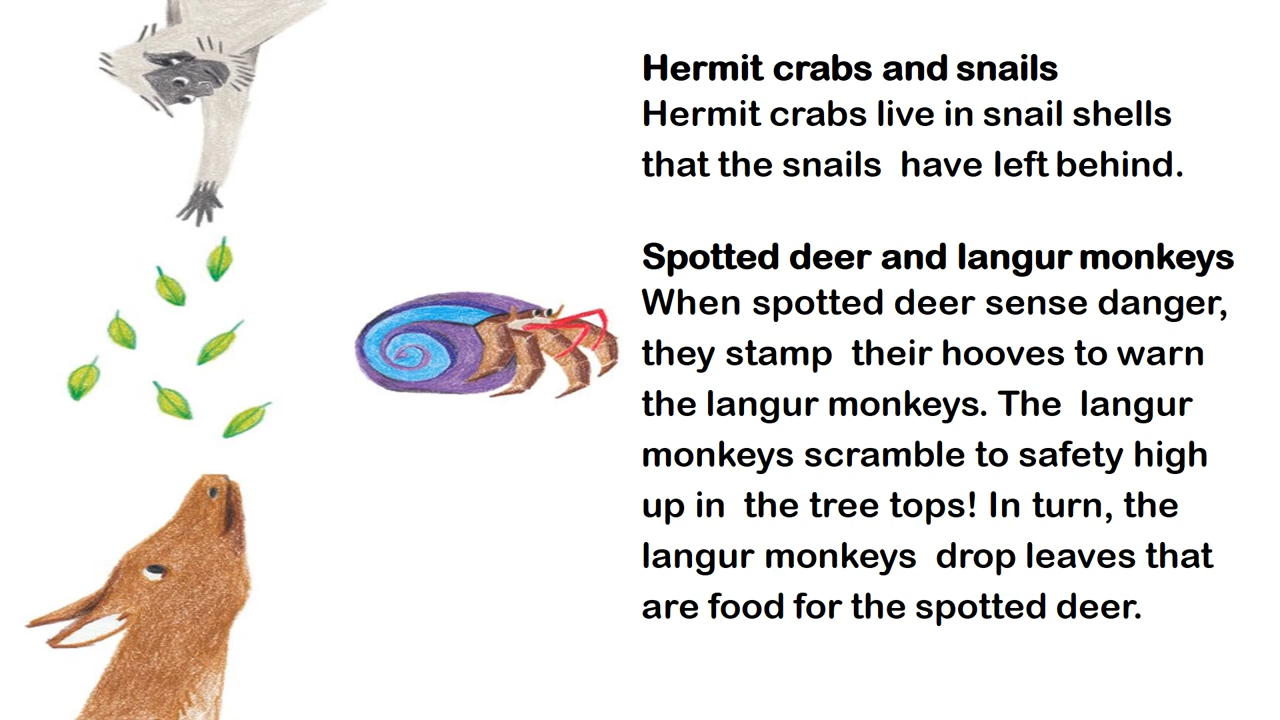 Hermit crabs and snails
Hermit crabs live in snail shells
that the snails have left behind.
Spotted deer and langur monkeys
When spotted deer sense danger,
they stamp their hooves to warn
the langur monkeys. The langur
monkeys scramble to safety high
up in the tree tops! In turn, the
langur monkeys drop leaves that
are food for the spotted deer.